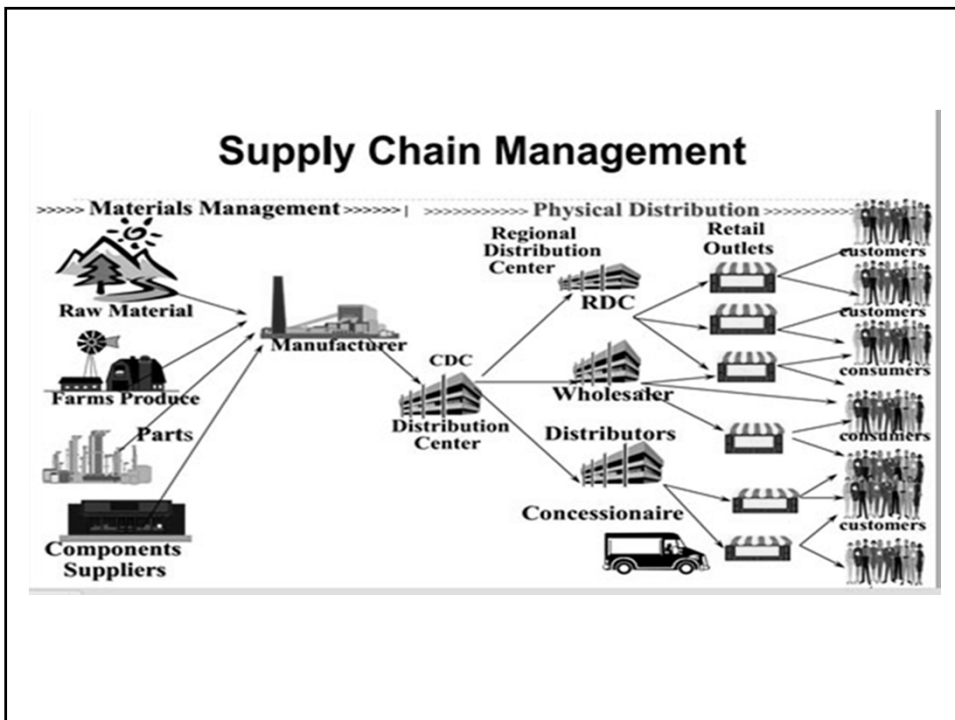 Supply Chain Management
>>>>> Materials Management >>>>>> |
>>>>>>>>>>> Physical Distribution >>>>>>>>>>>
Raw Material
Farms Produce
Parts
Components
Suppliers
Manufacturer
CDC
Distribution
Center
Regional
Distribution
Center
RDC
Wholesaler
Distributors
Concessionaire
Retail
Outlets
customers
customers
consumers
consumers
customers